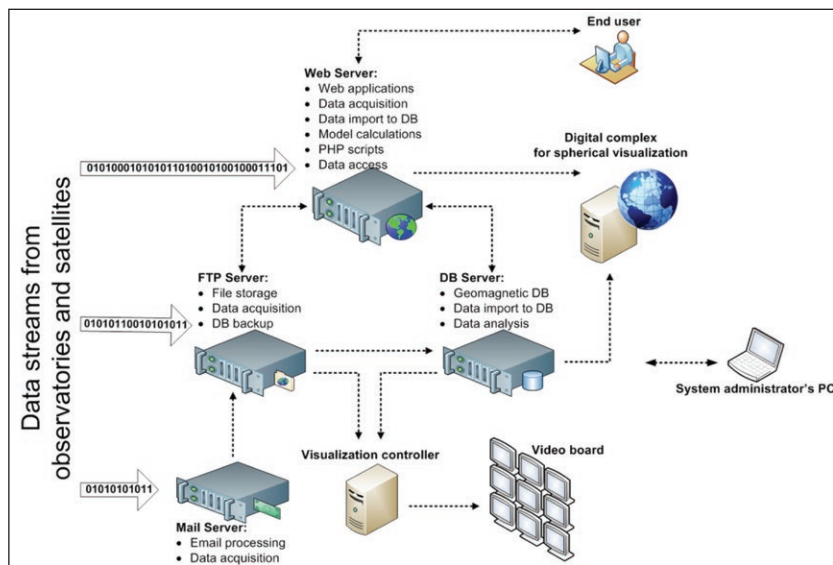 End user
Web Server:
• Web applications
• Data acquisition
• Data import to DB
• Model calculations
• PHP scripts
• Data access
Digital complex
for spherical visualization
010100010101011010010100100011101
Data streams from
observatories and satellites
FTP Server:
• File storage
• Data acquisition
• DB backup
DB Server:
• Geomagnetic DB
• Data import to DB
• Data analysis
01010110010101011
System administrator's PC
Visualization controller
Video board
01010101011
Mail Server:
• Email processing
• Data acquisition